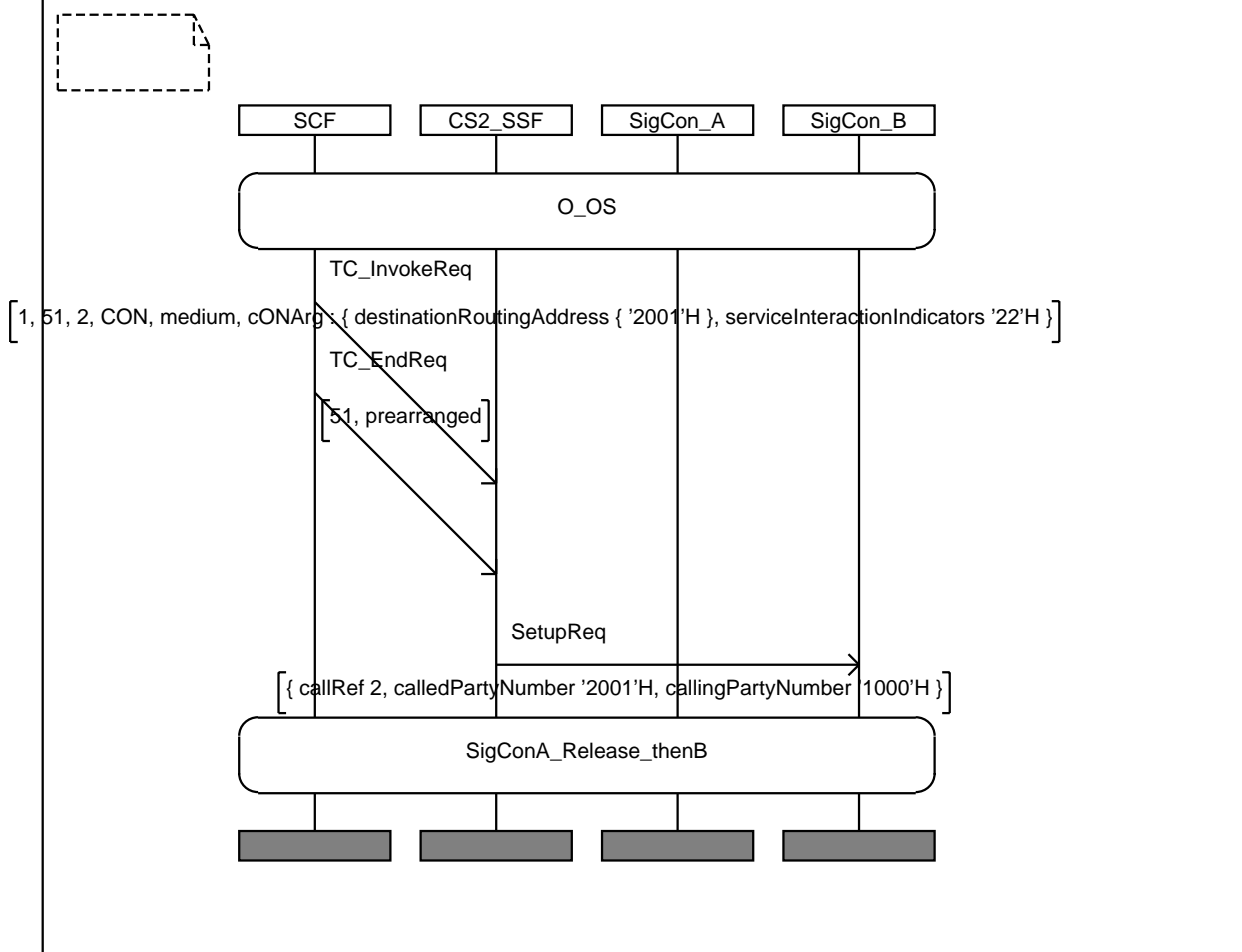 SCF CS2_SSF SigCon_A SigCon_B
O_OS
TC_InvokeReq
1, 51, 2, CON, medium, cONArg : { destinationRoutingAddress { '2001'H }, serviceInteractionIndicators '22'H }
TC_EndReq
51, prearranged
SetupReq
{ callRef 2, calledPartyNumber '2001'H, callingPartyNumber '1000'H }
SigConA_Release_thenB